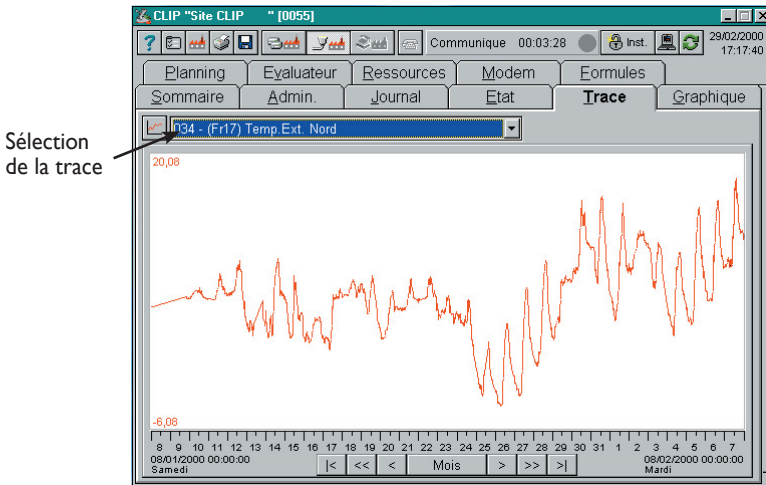 CLIP "Site CLIP " [0055]
? Communique 00:03:28 Inst. 29/02/2000
17:17:40
Planning Evaluateur Ressources Modem Formules
Sommaire Admin. Journal Etat Trace Graphique
034 - (Fr17) Temp.Ext. Nord
Sélection
de la trace
20,08
-6,08
8 9 10 11 12 13 14 15 16 17 18 19 20 21 22 23 24 25 26 27 28 29 30 31 1 2 3 4 5 6 7
08/01/2000 00:00:00 08/02/2000 00:00:00
Samedi |< << < Mois > >> >| Mardi